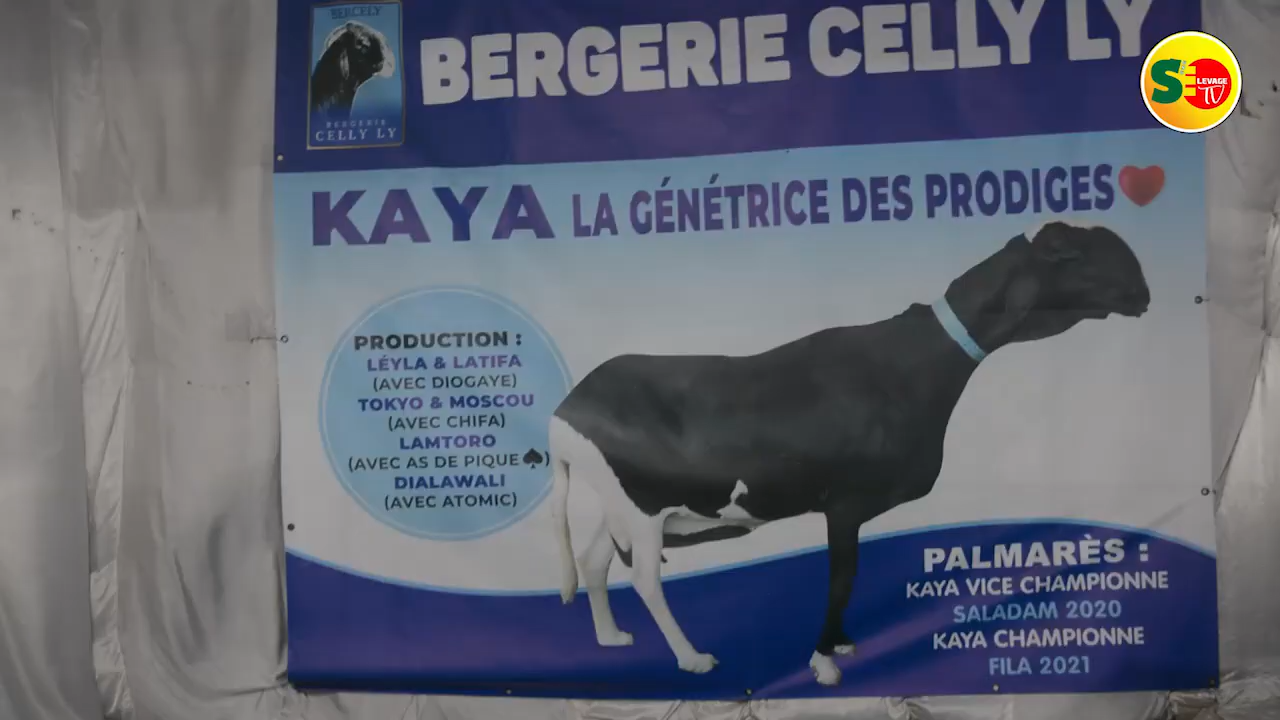 BERCELY
BERGERIE
CELLY LY
BERGERIE CELLY LY
SELEVAGE
TV
KAYA LA GÉNÉTRICE DES PRODIGES
PRODUCTION :
LÉYLA & LATIFA
(AVEC DIOGAYE)
TOKYO & MOSCOU
(AVEC CHIFA)
LAMTORO
(AVEC AS DE PIQUE♠)
DIALAWALI
(AVEC ATOMIC)
PALMARÈS :
KAYA VICE CHAMPIONNE
SALADAM 2020
KAYA CHAMPIONNE
FILA 2021